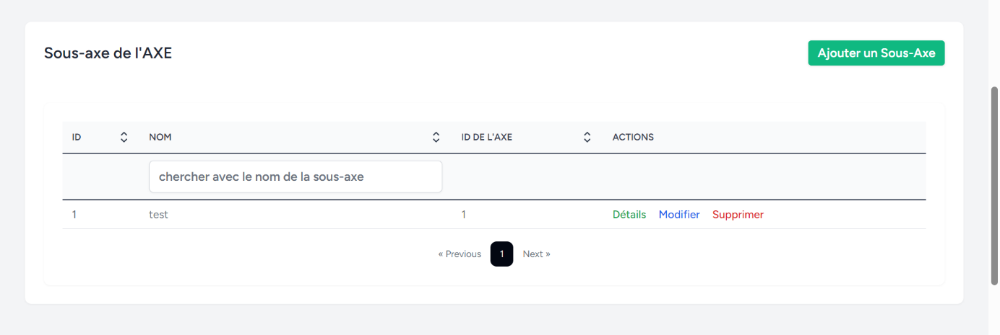 Sous-axe de l'AXE
Ajouter un Sous-Axe
ID NOM ID DE L'AXE ACTIONS
chercher avec le nom de la sous-axe
1 test 1 Détails Modifier Supprimer
« Previous 1 Next »